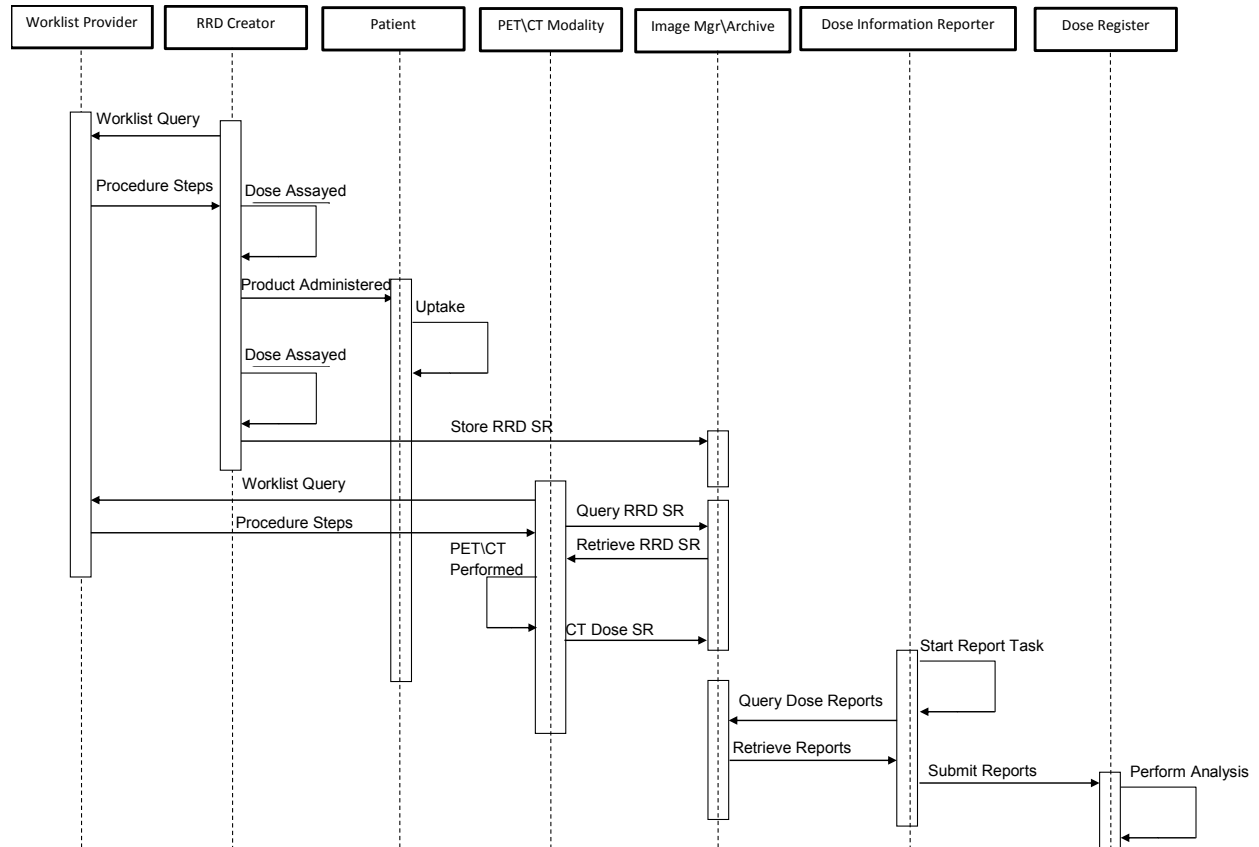 Worklist Provider
RRD Creator
Patient
PET\CT Modality
Image Mgr\Archive
Dose Information Reporter
Dose Register
Worklist Query
Procedure Steps
Dose Assayed
Product Administered
Uptake
Dose Assayed
Store RRD SR
Worklist Query
Query RRD SR
Procedure Steps
Retrieve RRD SR
PET\CT
Performed
CT Dose SR
Start Report Task
Query Dose Reports
Retrieve Reports
Submit Reports
Perform Analysis